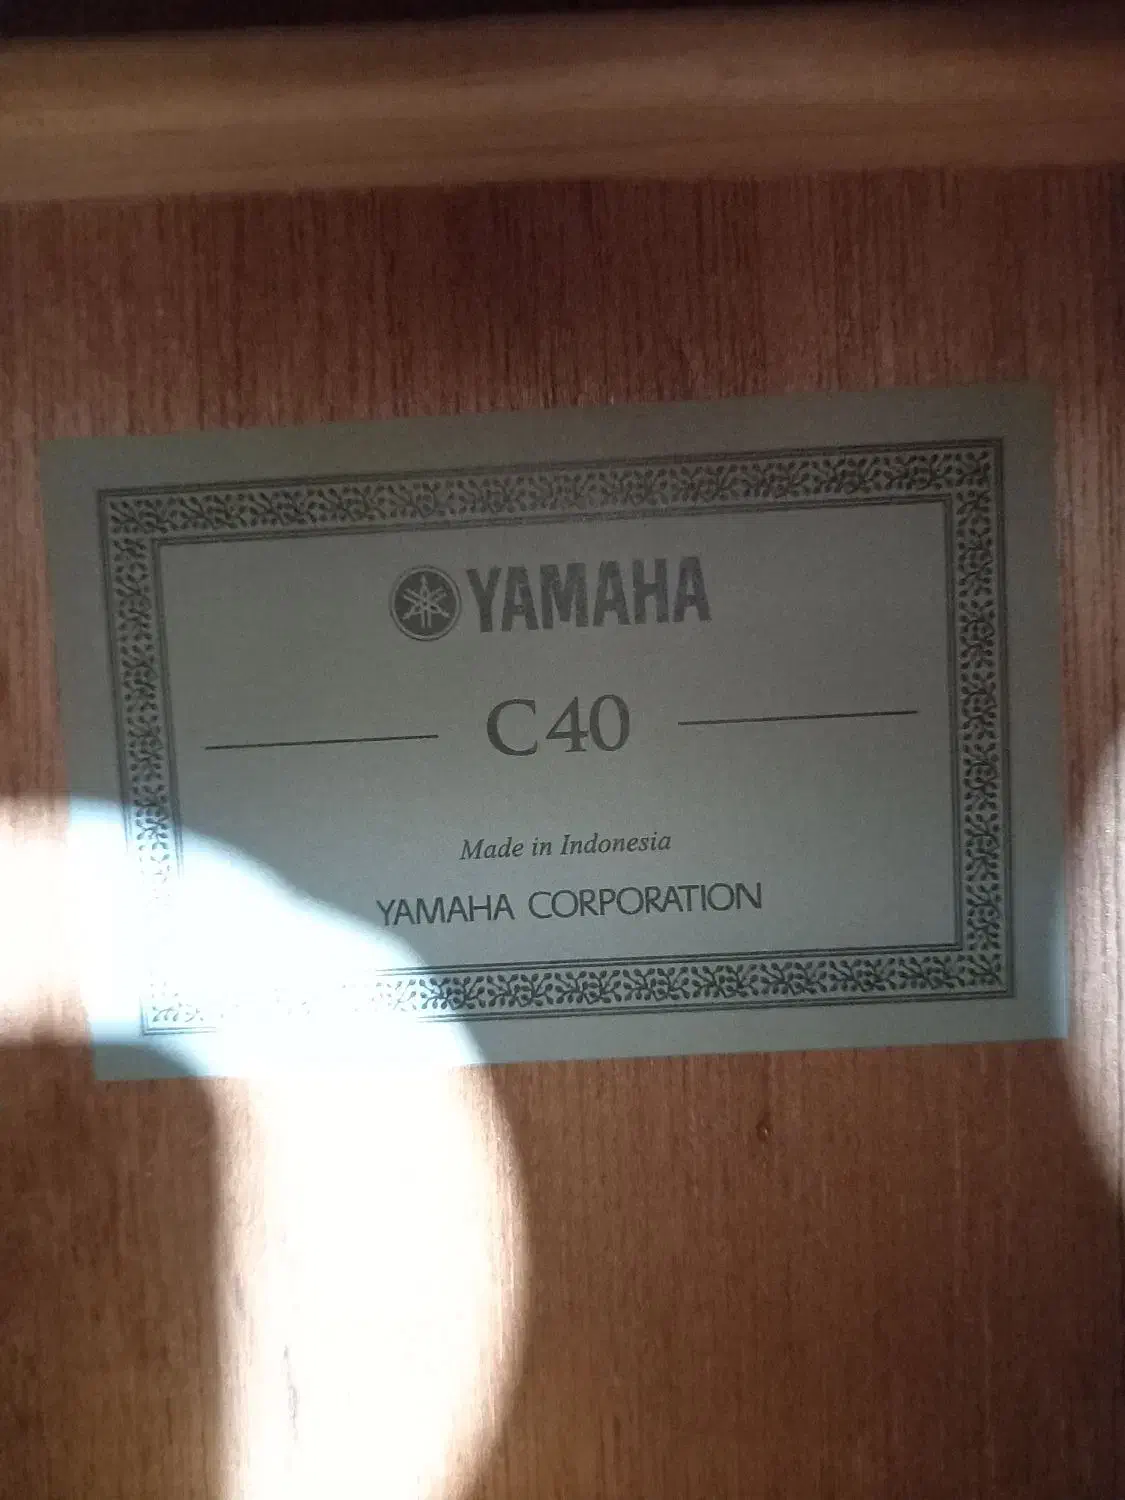 YAMAHA
C40
Made in Indonesia
YAMAHA CORPORATION